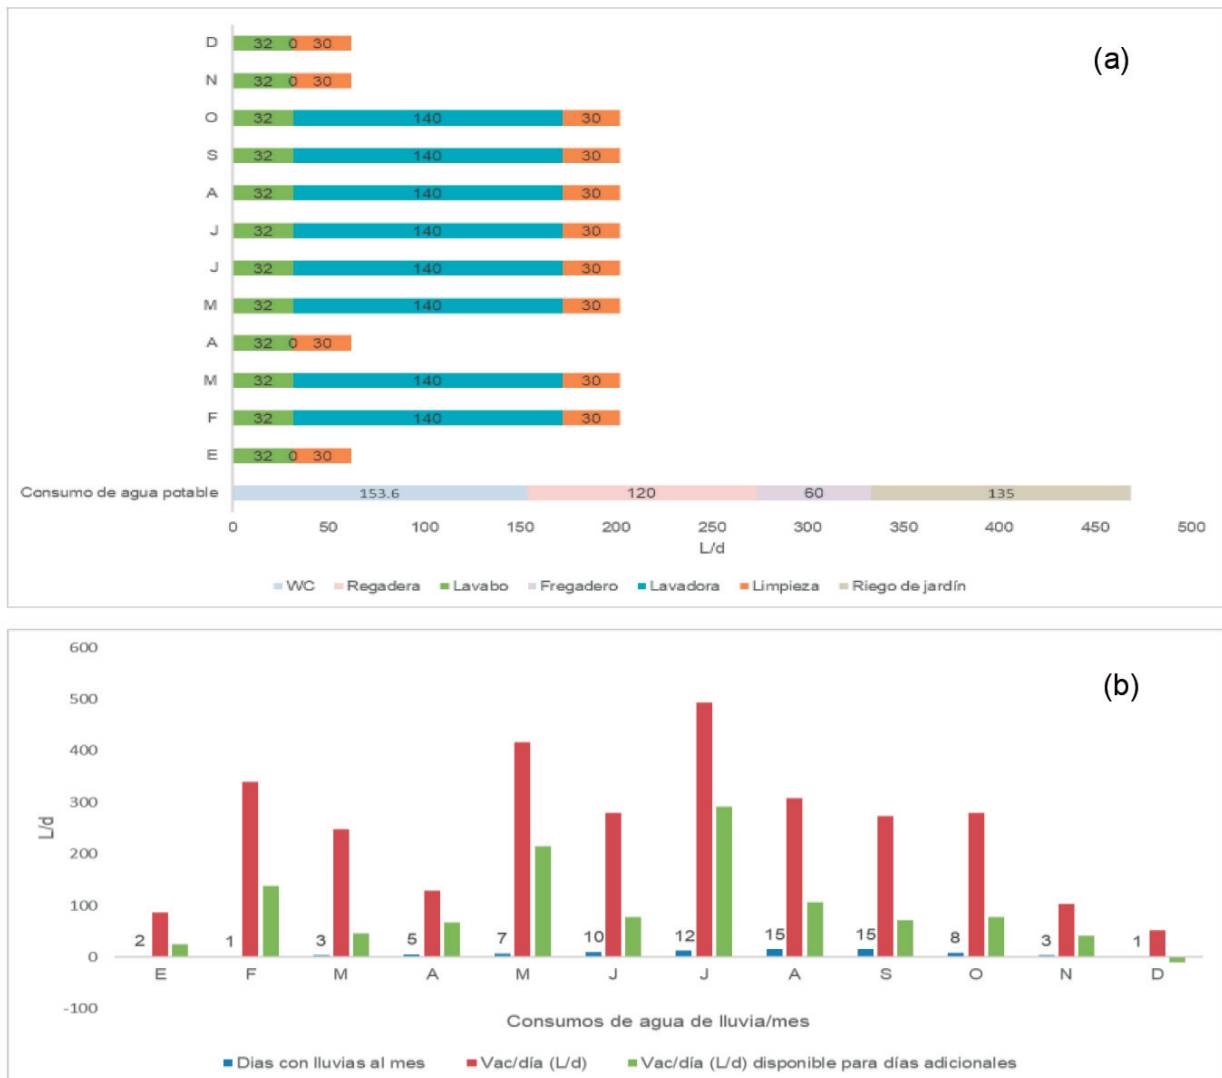 (a)
D 32 0 30
N 32 0 30
O 32 140 30
S 32 140 30
A 32 140 30
J 32 140 30
J 32 140 30
M 32 140 30
A 32 0 30
M 32 140 30
F 32 140 30
E 32 0 30
Consumo de agua potable 153.6 120 60 135
0 50 100 150 200 250 300 350 400 450 500
L/d
WC Regadera Lavabo Fregadero Lavadora Limpieza Riego de jardín
(b)
600
500
400
300
200
100
0
-100
L/d
2 1 3 5 7 10 12 15 15 8 3 1
E F M A M J J A S O N D
Consumos de agua de lluvia/mes
Dias con lluvias al mes Vac/día (L/d) Vac/día (L/d) disponible para días adicionales